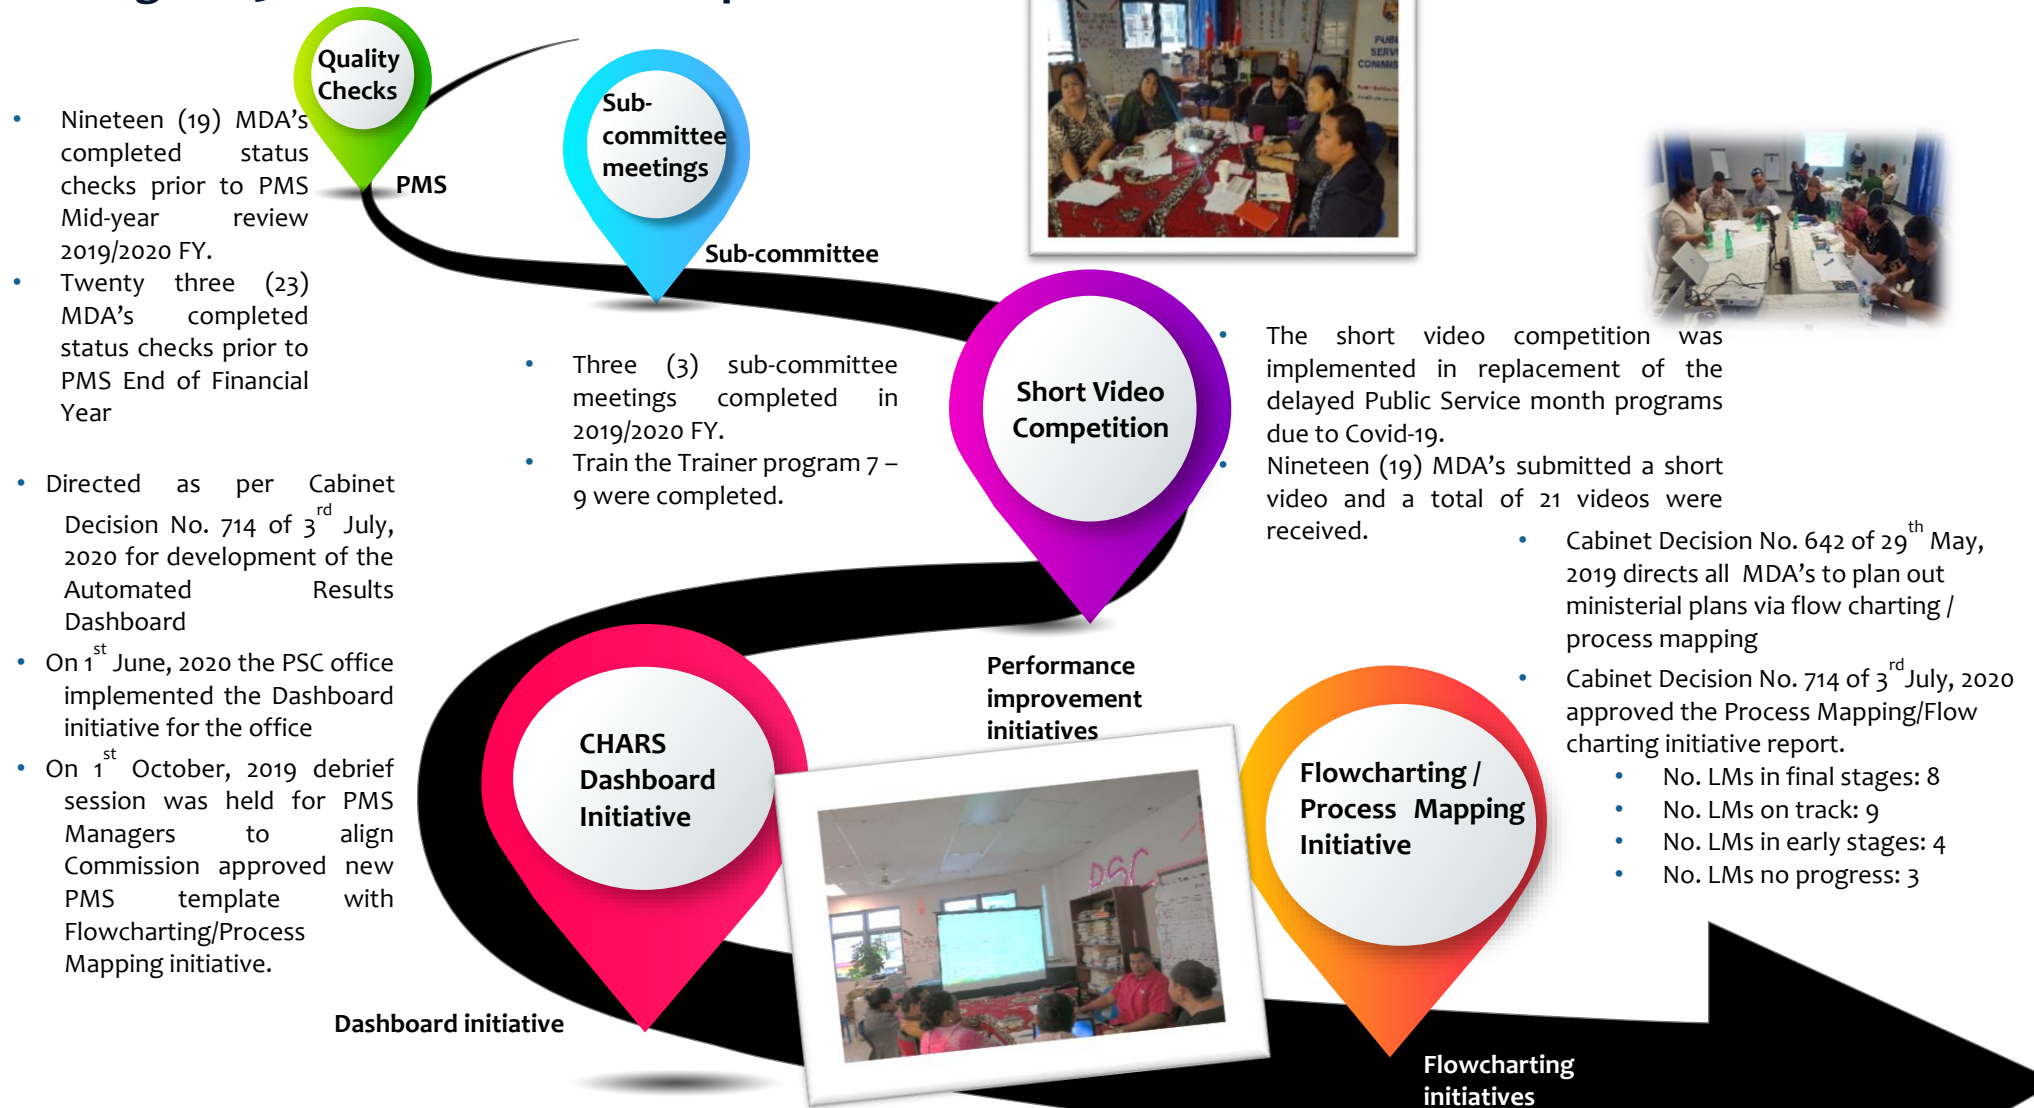 Quality
Checks
PMS
• Nineteen (19) MDA's
completed status
checks prior to PMS
Mid-year review
2019/2020 FY.
• Twenty three (23)
MDA's completed
status checks prior to
PMS End of Financial
Year
Sub-
committee
meetings
Sub-committee
• Three (3) sub-committee
meetings completed in
2019/2020 FY.
• Train the Trainer program 7 –
9 were completed.
PUBLIC
Short Video
Competition
• The short video competition was
implemented in replacement of the
delayed Public Service month programs
due to Covid-19.
• Nineteen (19) MDA's submitted a short
video and a total of 21 videos were
received.
Performance
improvement
initiatives
• Directed as per Cabinet
Decision No. 714 of 3rd July,
2020 for development of the
Automated Results
Dashboard
• On 1st June, 2020 the PSC office
implemented the Dashboard
initiative for the office
• On 1st October, 2019 debrief
session was held for PMS
Managers to align
Commission approved new
PMS template with
Flowcharting/Process
Mapping initiative.
CHARS
Dashboard
Initiative
Dashboard initiative
PSC
Flowcharting /
Process Mapping
Initiative
• Cabinet Decision No. 642 of 29th May,
2019 directs all MDA's to plan out
ministerial plans via flow charting /
process mapping
• Cabinet Decision No. 714 of 3rd July, 2020
approved the Process Mapping/Flow
charting initiative report.
• No. LMs in final stages: 8
• No. LMs on track: 9
• No. LMs in early stages: 4
• No. LMs no progress: 3
Flowcharting
initiatives